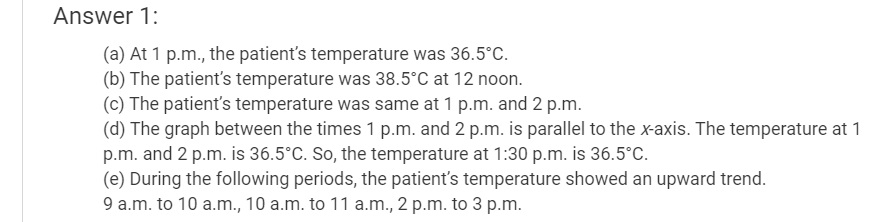 Answer 1:
(a) At 1 p.m., the patient's temperature was 36.5°C.
(b) The patient's temperature was 38.5°C at 12 noon.
(c) The patient's temperature was same at 1 p.m. and 2 p.m.
(d) The graph between the times 1 p.m. and 2 p.m. is parallel to the x-axis. The temperature at 1
p.m. and 2 p.m. is 36.5°C. So, the temperature at 1:30 p.m. is 36.5°C.
(e) During the following periods, the patient's temperature showed an upward trend.
9 a.m. to 10 a.m., 10 a.m. to 11 a.m., 2 p.m. to 3 p.m.